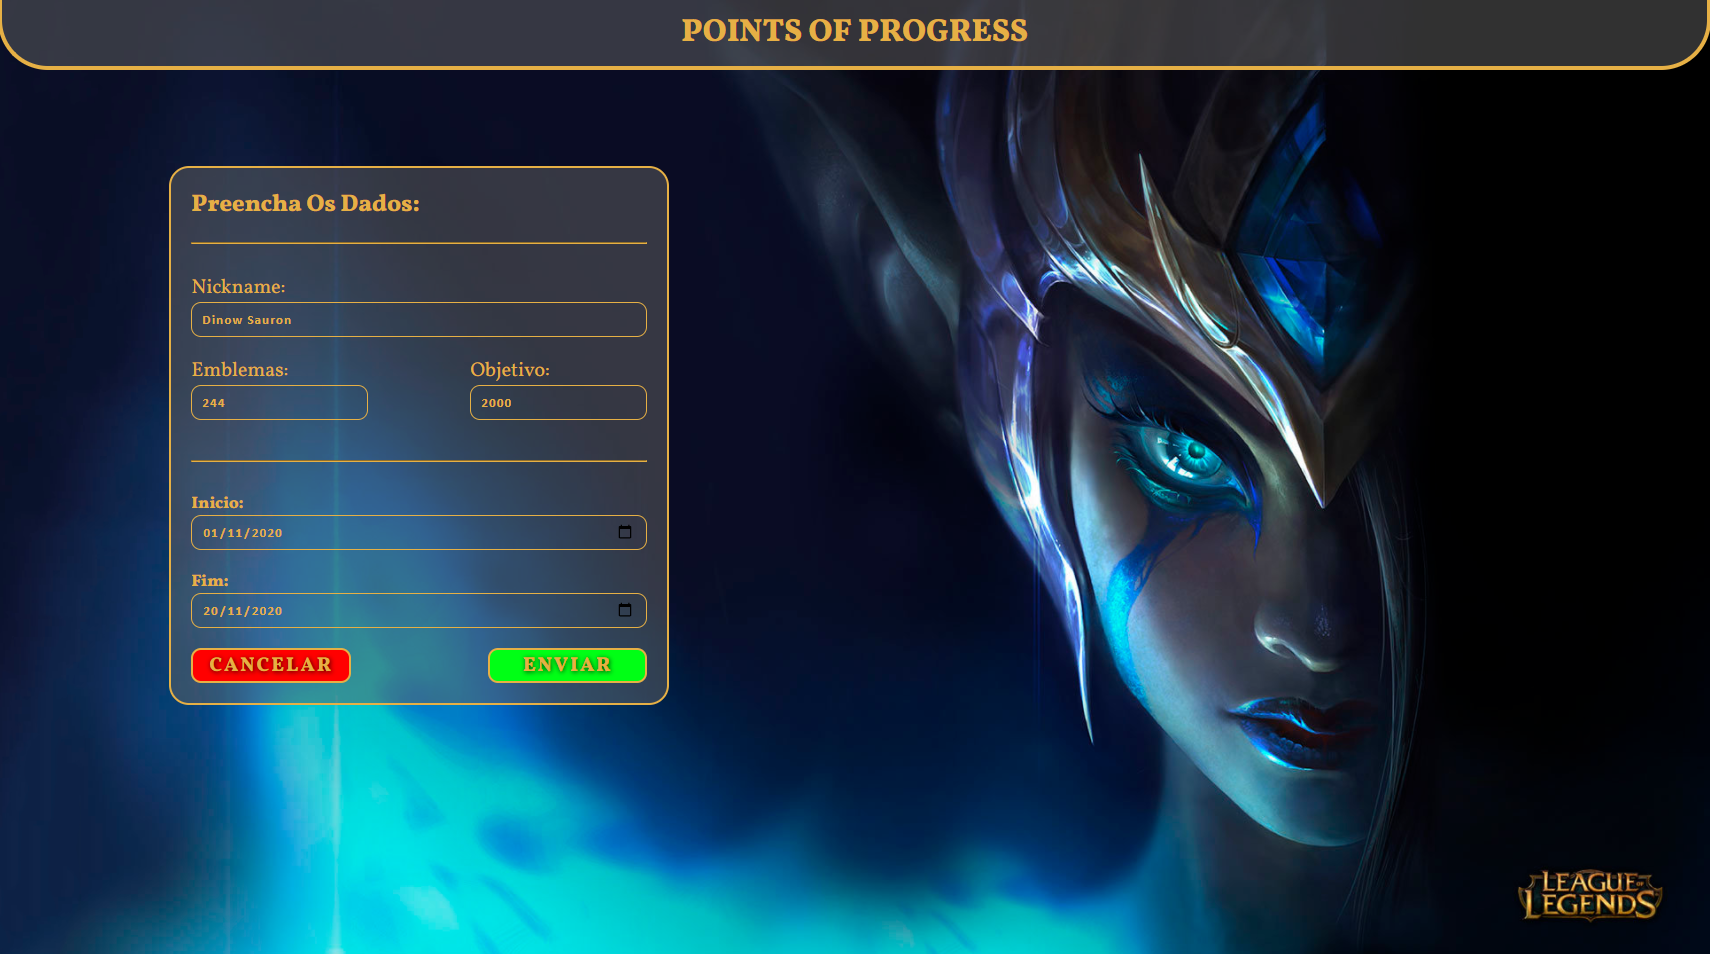 POINTS OF PROGRESS
Preencha Os Dados:
Nickname:
Dinow Sauron
Emblemas: Objetivo:
244 2000
Inicio:
01/11/2020
Fim:
20/11/2020
CANCELAR ENVIAR
LEAGUE OF
LEGENDS